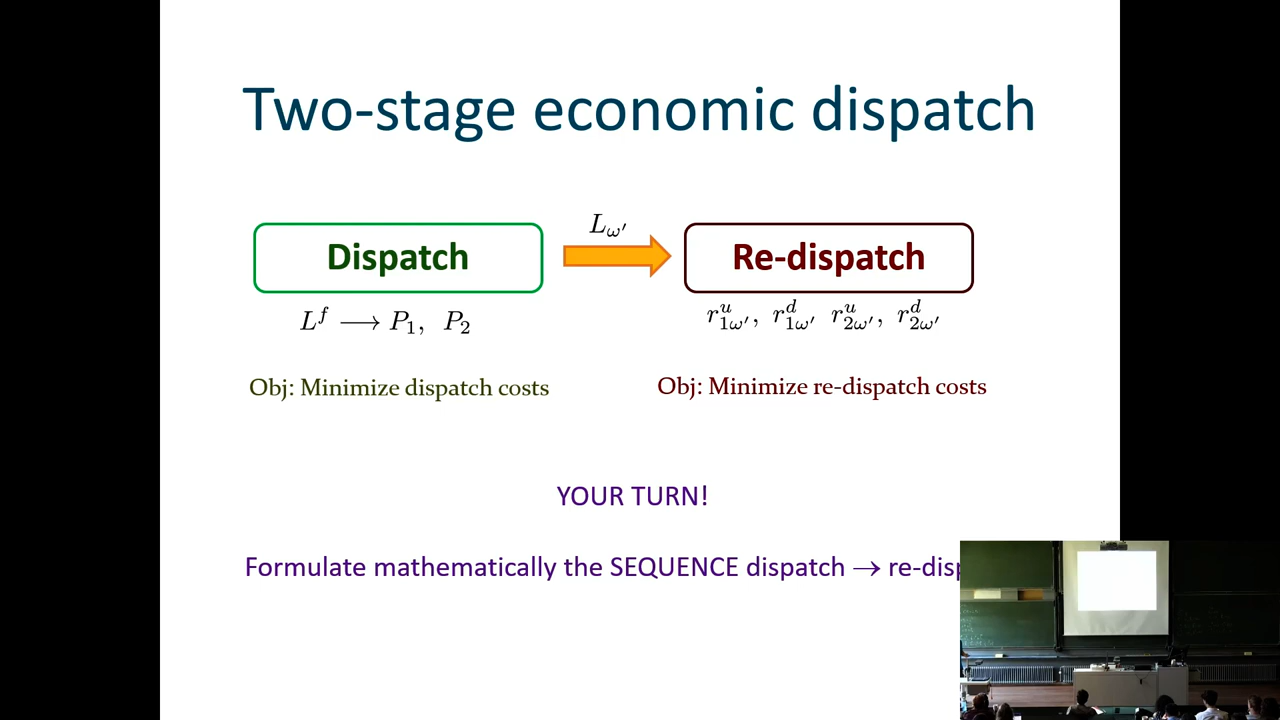 Two-stage economic dispatch
L_{ω'}
Dispatch
Re-dispatch
L^f ⟶ P_1, P_2
r^u_{1ω'}, r^d_{1ω'} r^u_{2ω'}, r^d_{2ω'}
Obj: Minimize dispatch costs
Obj: Minimize re-dispatch costs
YOUR TURN!
Formulate mathematically the SEQUENCE dispatch → re-disp